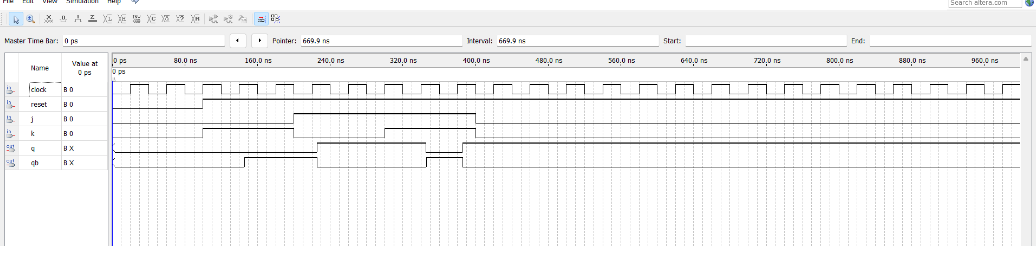 File Edit View Simulation Help
Search altera.com
Master Time Bar: 0 ps Pointer: 669.9 ns Interval: 669.9 ns Start: End:
Name Value at 0 ps
0 ps 80.0 ns 160.0 ns 240.0 ns 320.0 ns 400.0 ns 480.0 ns 560.0 ns 640.0 ns 720.0 ns 800.0 ns 880.0 ns 960.0 ns
0 ps
clock B 0
reset B 0
j B 0
k B 0
q B X
qb B X